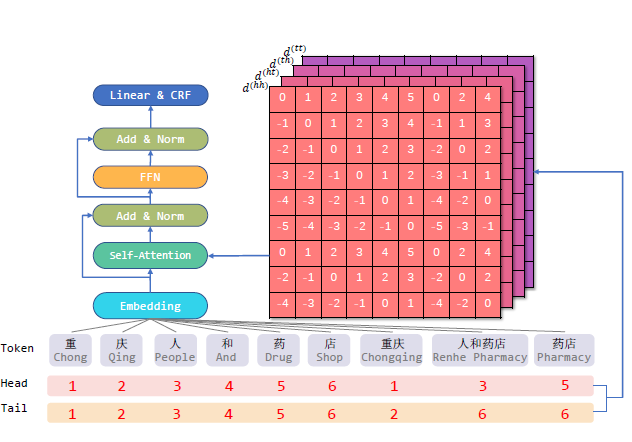 d^(tt)
d^(th)
d^(ht)
d^(hh)
0 1 2 3 4 5 0 2 4
-1 0 1 2 3 4 -1 1 3
-2 -1 0 1 2 3 -2 0 2
-3 -2 -1 0 1 2 -3 -1 1
-4 -3 -2 -1 0 1 -4 -2 0
-5 -4 -3 -2 -1 0 -5 -3 -1
0 1 2 3 4 5 0 2 4
-2 -1 0 1 2 3 -2 0 2
-4 -3 -2 -1 0 1 -4 -2 0
Linear & CRF
Add & Norm
FFN
Add & Norm
Self-Attention
Embedding
Token 重 庆 人 和 药 店 重庆 人和药店 药店
Chong Qing People And Drug Shop Chongqing Renhe Pharmacy Pharmacy
Head 1 2 3 4 5 6 1 3 5
Tail 1 2 3 4 5 6 2 6 6